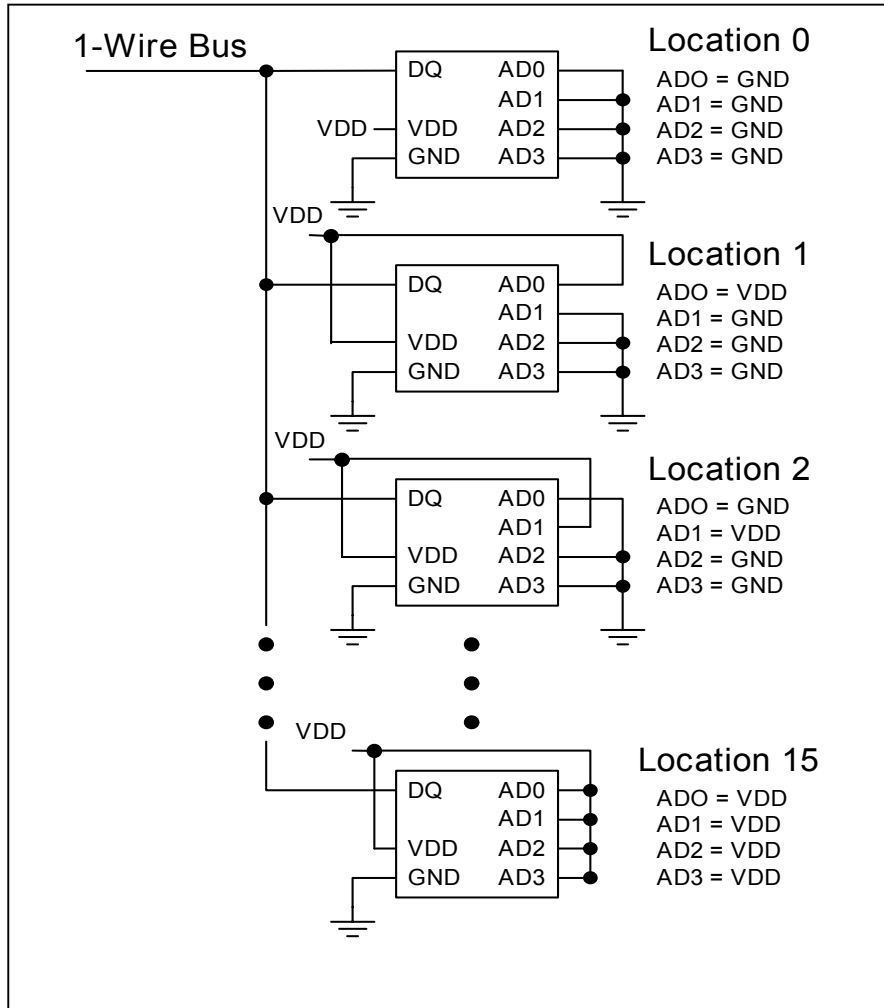 1-Wire Bus
DQ AD0
AD1
VDD VDD AD2
GND AD3
Location 0
ADO = GND
AD1 = GND
AD2 = GND
AD3 = GND
VDD
DQ AD0
AD1
VDD AD2
GND AD3
Location 1
ADO = VDD
AD1 = GND
AD2 = GND
AD3 = GND
VDD
DQ AD0
AD1
VDD AD2
GND AD3
Location 2
ADO = GND
AD1 = VDD
AD2 = GND
AD3 = GND
VDD
DQ AD0
AD1
VDD AD2
GND AD3
Location 15
ADO = VDD
AD1 = VDD
AD2 = VDD
AD3 = VDD